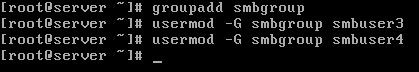 [root@server ~]# groupadd smbgroup
[root@server ~]# usermod -G smbgroup smbuser3
[root@server ~]# usermod -G smbgroup smbuser4
[root@server ~]# _